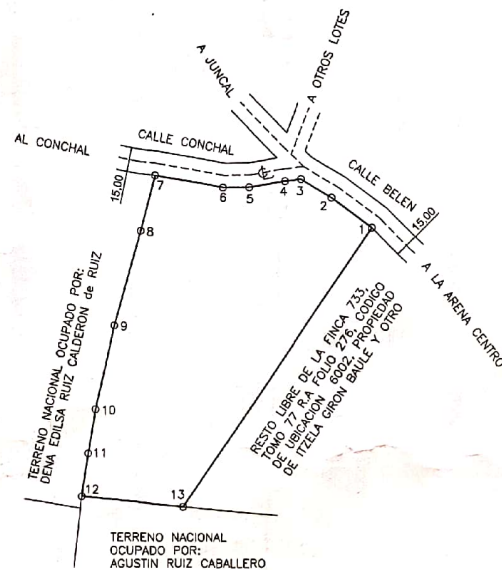 A OTROS LOTES
A JUNCAL
AL CONCHAL
CALLE CONCHAL
CALLE BELEN
15.00
15.00
A LA ARENA CENTRO
7
6
5
4
3
2
1
8
9
10
11
12
13
TERRENO NACIONAL OCUPADO POR:
DENA EDILSA RUIZ CALDERON de RUIZ
RESTO LIBRE DE LA FINCA 733,
TOMO 77 R.A FOLIO 276, CODIGO
DE UBICACION 6002, PROPIEDAD
DE ITZELA GIRON BAULE Y OTRO
TERRENO NACIONAL
OCUPADO POR:
AGUSTIN RUIZ CABALLERO